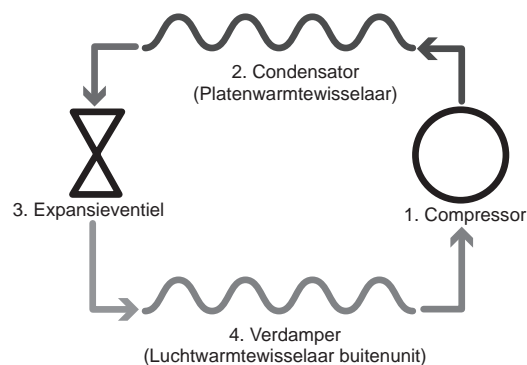 2. Condensator
(Platenwarmtewisselaar)
3. Expansieventiel
1. Compressor
4. Verdamper
(Luchtwarmtewisselaar buitenunit)